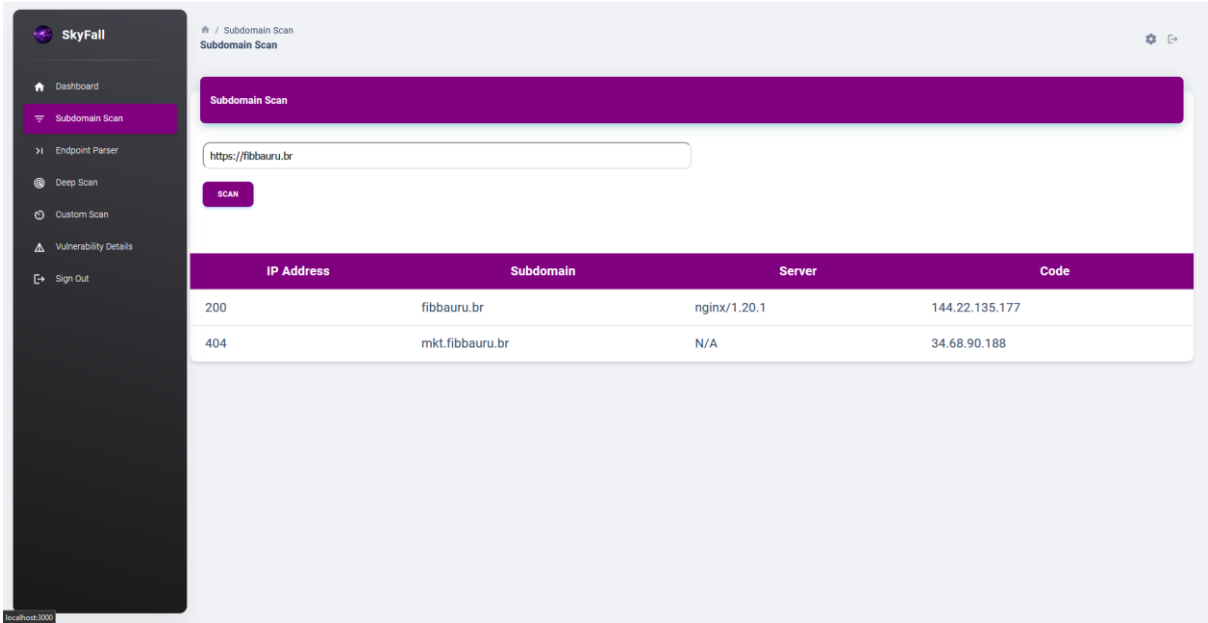 SkyFall
Dashboard
Subdomain Scan
Endpoint Parser
Deep Scan
Custom Scan
Vulnerability Details
Sign Out
/ Subdomain Scan
Subdomain Scan
Subdomain Scan
https://fibbauru.br
SCAN
IP Address Subdomain Server Code
200 fibbauru.br nginx/1.20.1 144.22.135.177
404 mkt.fibbauru.br N/A 34.68.90.188
localhost:3000